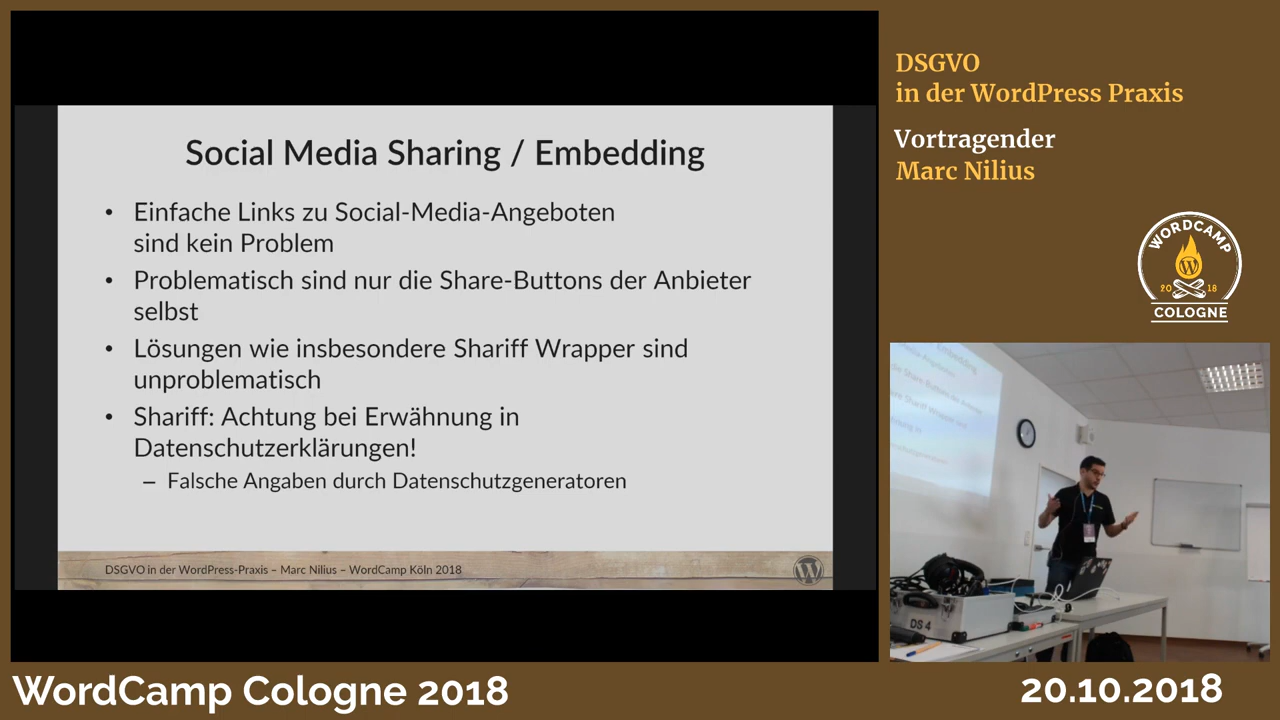 Social Media Sharing / Embedding
• Einfache Links zu Social-Media-Angeboten
sind kein Problem
• Problematisch sind nur die Share-Buttons der Anbieter
selbst
• Lösungen wie insbesondere Shariff Wrapper sind
unproblematisch
• Shariff: Achtung bei Erwähnung in
Datenschutzerklärungen!
– Falsche Angaben durch Datenschutzgeneratoren
DSGVO in der WordPress-Praxis – Marc Nilius – WordCamp Köln 2018
DSGVO
in der WordPress Praxis
Vortragender
Marc Nilius
WORDCAMP
20 18
COLOGNE
DS 4
WordCamp Cologne 2018
20.10.2018